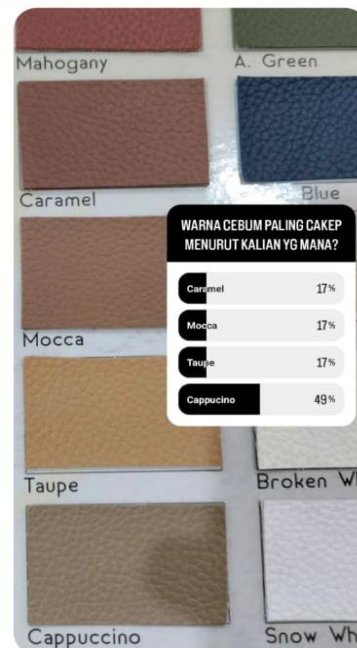 Mahogany
A. Green
Caramel
Blue
WARNA CEBUM PALING CAKEP
MENURUT KALIAN YG MANA?
Caramel 17%
Mocca 17%
Taupe 17%
Cappucino 49%
Mocca
Taupe
Broken Wh
Cappuccino
Snow Wh